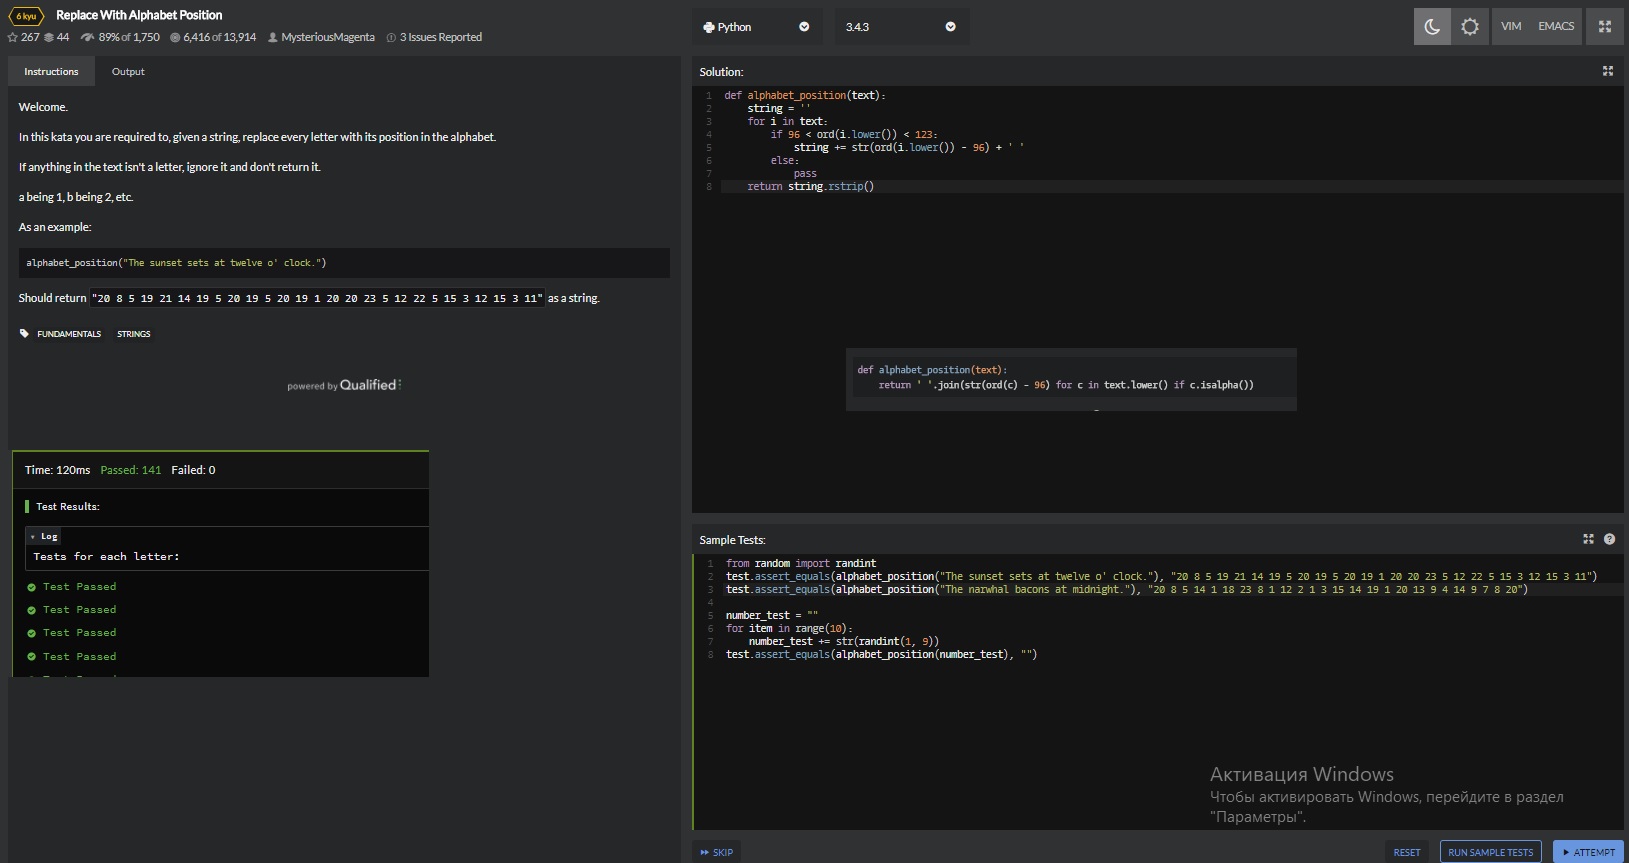 6 kyu Replace With Alphabet Position
267 44 89% of 1,750 6,416 of 13,914 MysteriousMagenta 3 Issues Reported
Python 3.4.3 VIM EMACS
Instructions Output
Welcome.
In this kata you are required to, given a string, replace every letter with its position in the alphabet.
If anything in the text isn't a letter, ignore it and don't return it.
a being 1, b being 2, etc.
As an example:
alphabet_position("The sunset sets at twelve o' clock.")
Should return "20 8 5 19 21 14 19 5 20 19 5 20 19 1 20 20 23 5 12 22 5 15 3 12 15 3 11" as a string.
FUNDAMENTALS STRINGS
powered by Qualified
Time: 120ms Passed: 141 Failed: 0
Test Results:
Log
Tests for each letter:
Test Passed
Test Passed
Test Passed
Test Passed
Solution:
1 def alphabet_position(text):
2 string = ''
3 for i in text:
4 if 96 < ord(i.lower()) < 123:
5 string += str(ord(i.lower()) - 96) + ' '
6 else:
7 pass
8 return string.rstrip()
def alphabet_position(text):
return ' '.join(str(ord(c) - 96) for c in text.lower() if c.isalpha())
Sample Tests:
1 from random import randint
2 test.assert_equals(alphabet_position("The sunset sets at twelve o' clock."), "20 8 5 19 21 14 19 5 20 19 5 20 19 1 20 20 23 5 12 22 5 15 3 12 15 3 11")
3 test.assert_equals(alphabet_position("The narwhal bacons at midnight."), "20 8 5 14 1 18 23 8 1 12 2 1 3 15 14 19 1 20 13 9 4 14 9 7 8 20")
4
5 number_test = ""
6 for item in range(10):
7 number_test += str(randint(1, 9))
8 test.assert_equals(alphabet_position(number_test), "")
Активация Windows
Чтобы активировать Windows, перейдите в раздел
"Параметры".
SKIP RESET RUN SAMPLE TESTS ATTEMPT